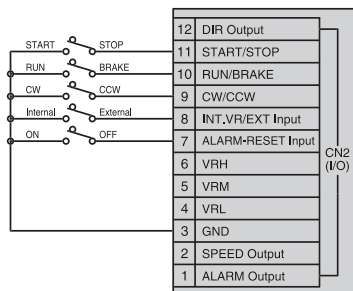 12 DIR Output
START STOP 11 START/STOP
RUN BRAKE 10 RUN/BRAKE
CW CCW 9 CW/CCW
Internal External 8 INT.VR/EXT Input
ON OFF 7 ALARM-RESET Input
6 VRH
CN2
(I/O)
5 VRM
4 VRL
3 GND
2 SPEED Output
1 ALARM Output